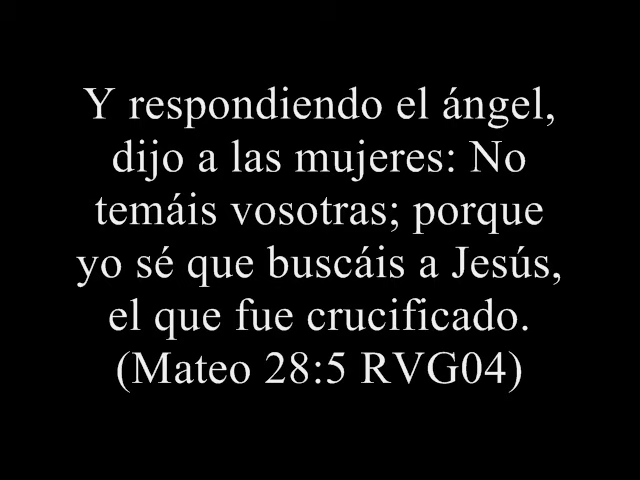 Y respondiendo el ángel,
dijo a las mujeres: No
temáis vosotras; porque
yo sé que buscáis a Jesús,
el que fue crucificado.
(Mateo 28:5 RVG04)